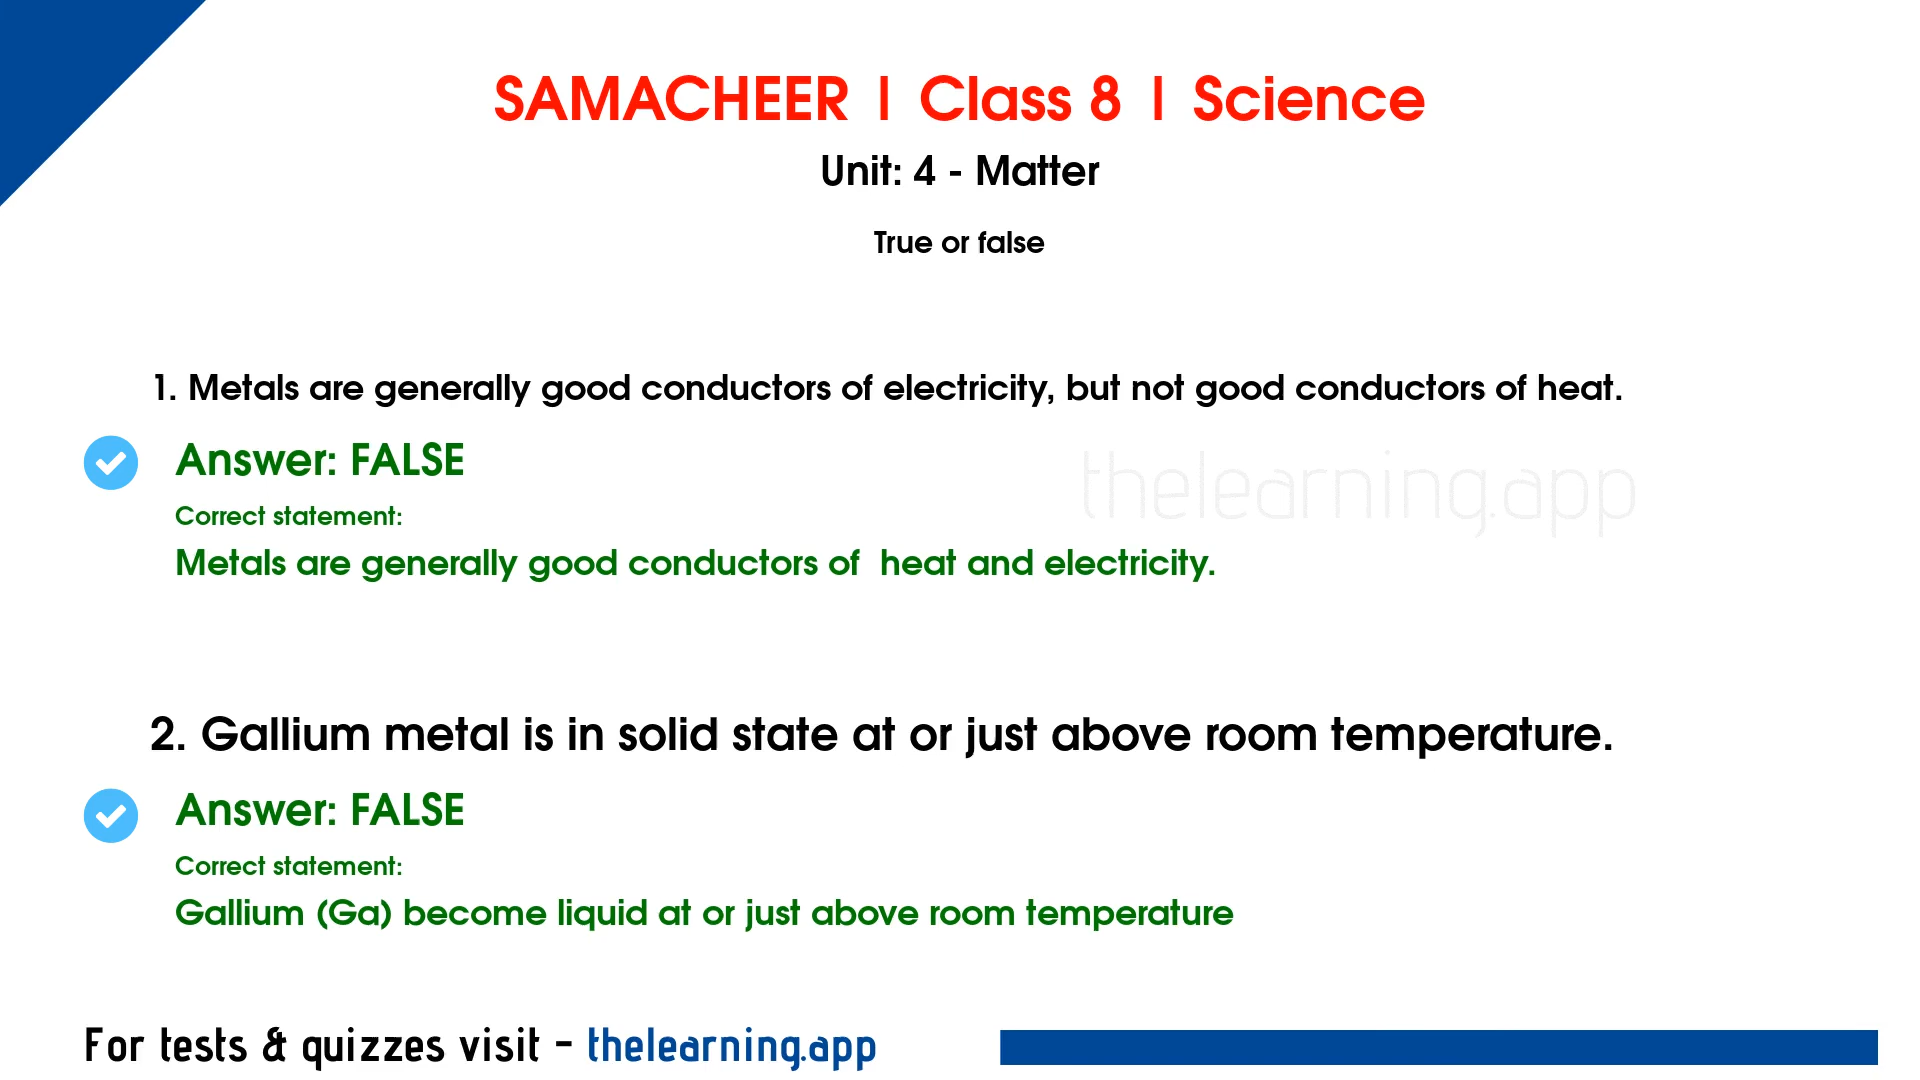 SAMACHEER | Class 8 | Science
Unit: 4 - Matter
True or false
1. Metals are generally good conductors of electricity, but not good conductors of heat.
Answer: FALSE
thelearning.app
Correct statement:
Metals are generally good conductors of heat and electricity.
2. Gallium metal is in solid state at or just above room temperature.
Answer: FALSE
Correct statement:
Gallium (Ga) become liquid at or just above room temperature
For tests & quizzes visit - thelearning.app